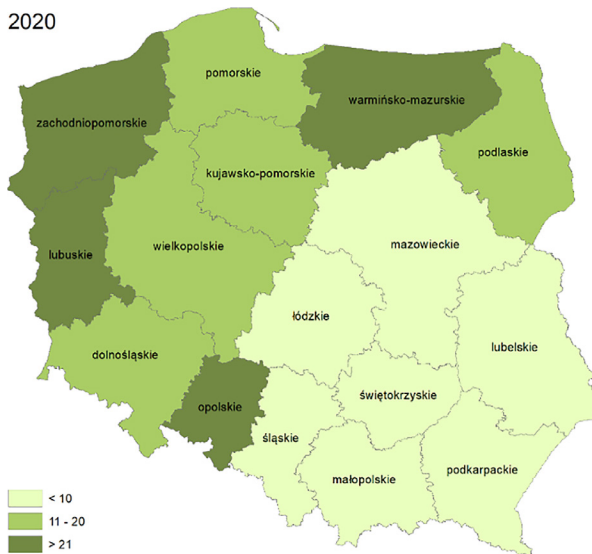 2020
pomorskie
warmińsko-mazurskie
zachodniopomorskie
podlaskie
kujawsko-pomorskie
mazowieckie
wielkopolskie
lubuskie
łódzkie
lubelskie
dolnośląskie
świętokrzyskie
opolskie
śląskie
podkarpackie
małopolskie
< 10
11 - 20
> 21